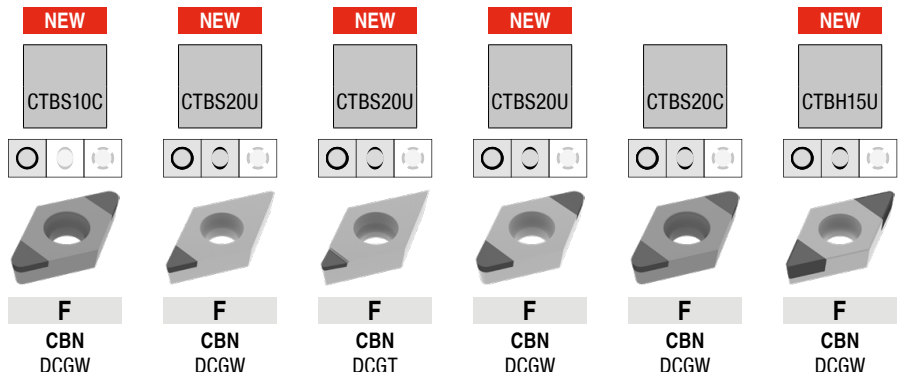 NEW NEW NEW NEW NEW
CTBS10C CTBS20U CTBS20U CTBS20U CTBS20C CTBH15U
F F F F F F
CBN CBN CBN CBN CBN CBN
DCGW DCGW DCGT DCGW DCGW DCGW